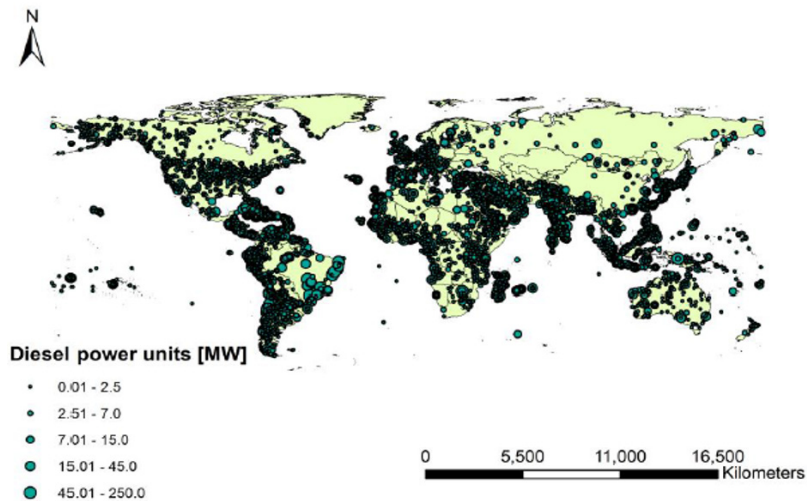 N
Diesel power units [MW]
0.01 - 2.5
2.51 - 7.0
7.01 - 15.0
15.01 - 45.0
45.01 - 250.0
0 5,500 11,000 16,500
Kilometers